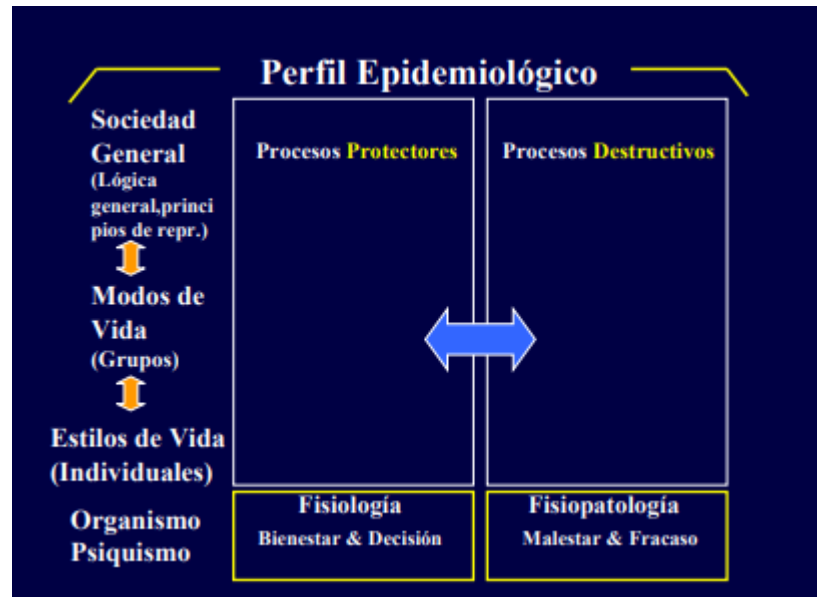 Perfil Epidemiológico
Sociedad
General
(Lógica
general,princi
pios de repr.)
Modos de
Vida
(Grupos)
Estilos de Vida
(Individuales)
Organismo
Psiquismo
Procesos Protectores
Procesos Destructivos
Fisiología
Bienestar & Decisión
Fisiopatología
Malestar & Fracaso